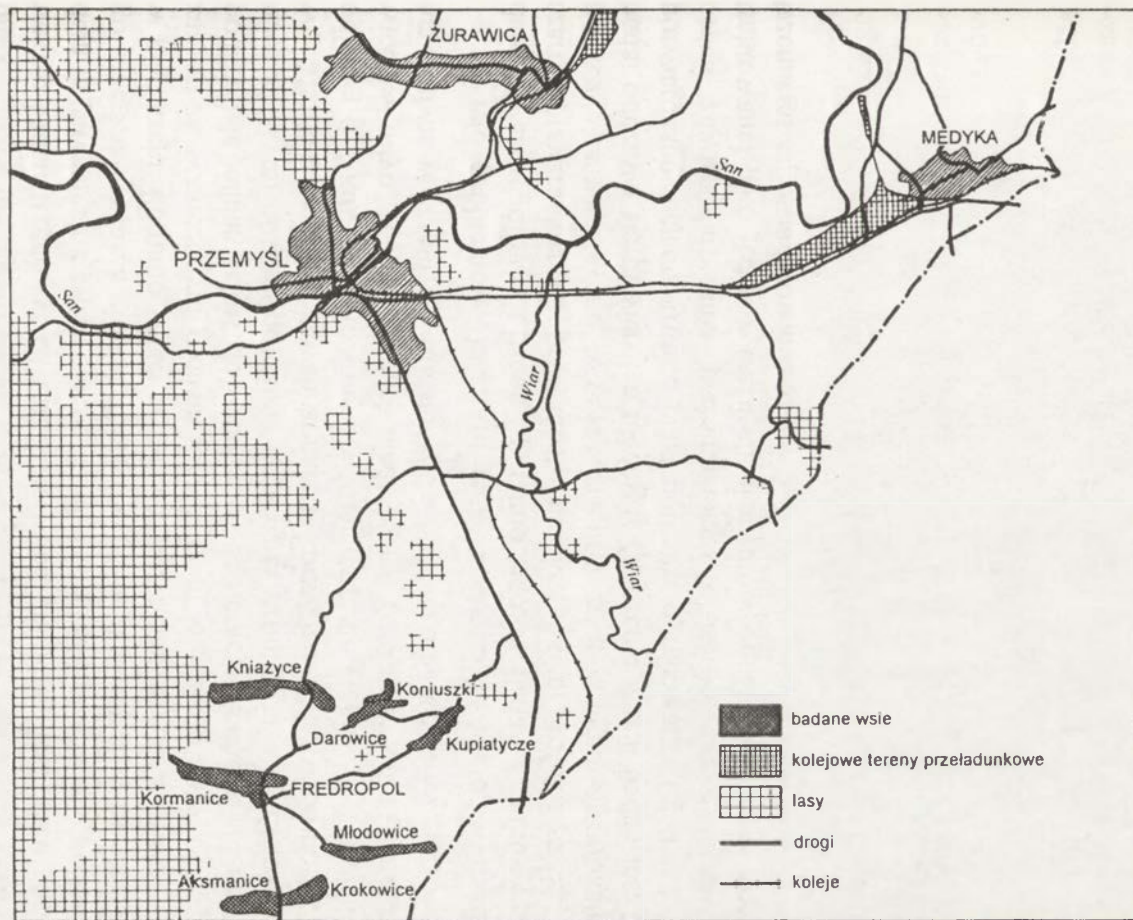 ŻURAWICA
MEDYKA
San
PRZEMYŚL
San
Wiar
Wiar
Kniażyce
Koniuszki
Darowice
Kupiatycze
FREDROPOL
Kormanice
Młodowice
Aksmanice
Krokowice
badane wsie
kolejowe tereny przeładunkowe
lasy
drogi
koleje